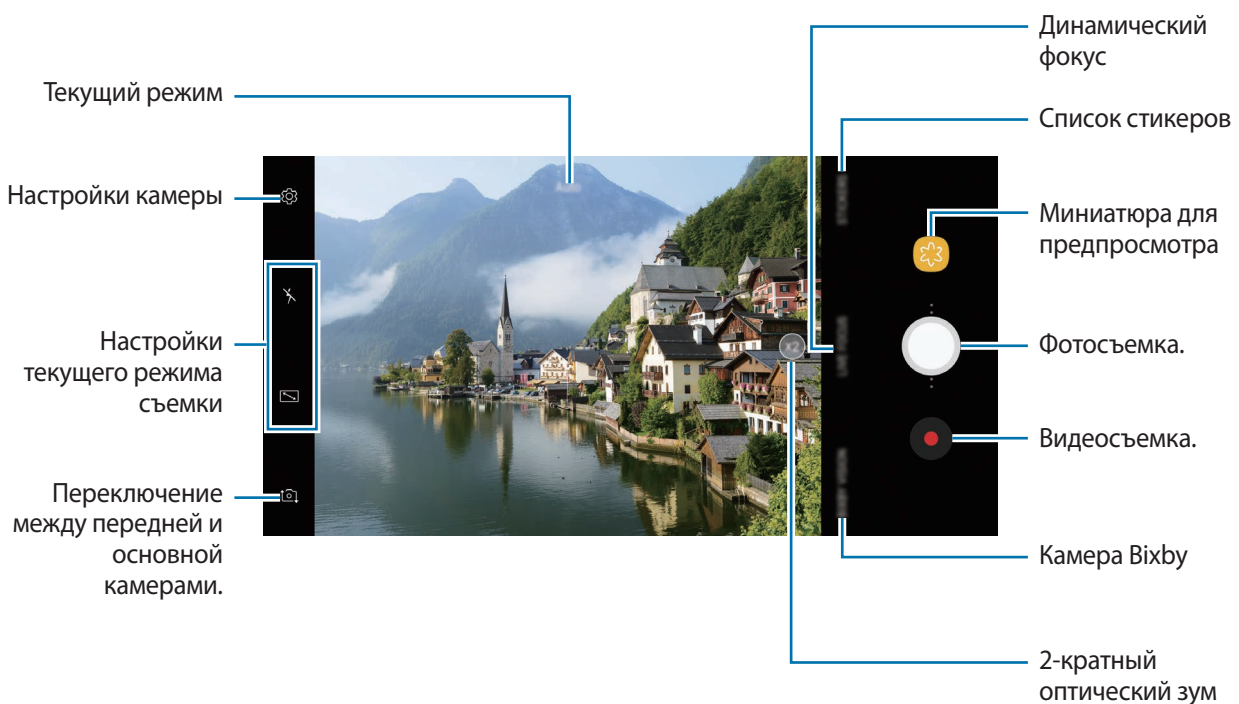 Динамический
фокус
Текущий режим
Список стикеров
Настройки камеры
Миниатюра для
предпросмотра
Настройки
текущего режима
съемки
x2
Фотосъемка.
Видеосъемка.
Переключение
между передней и
основной
камерами.
Камера Bixby
2-кратный
оптический зум